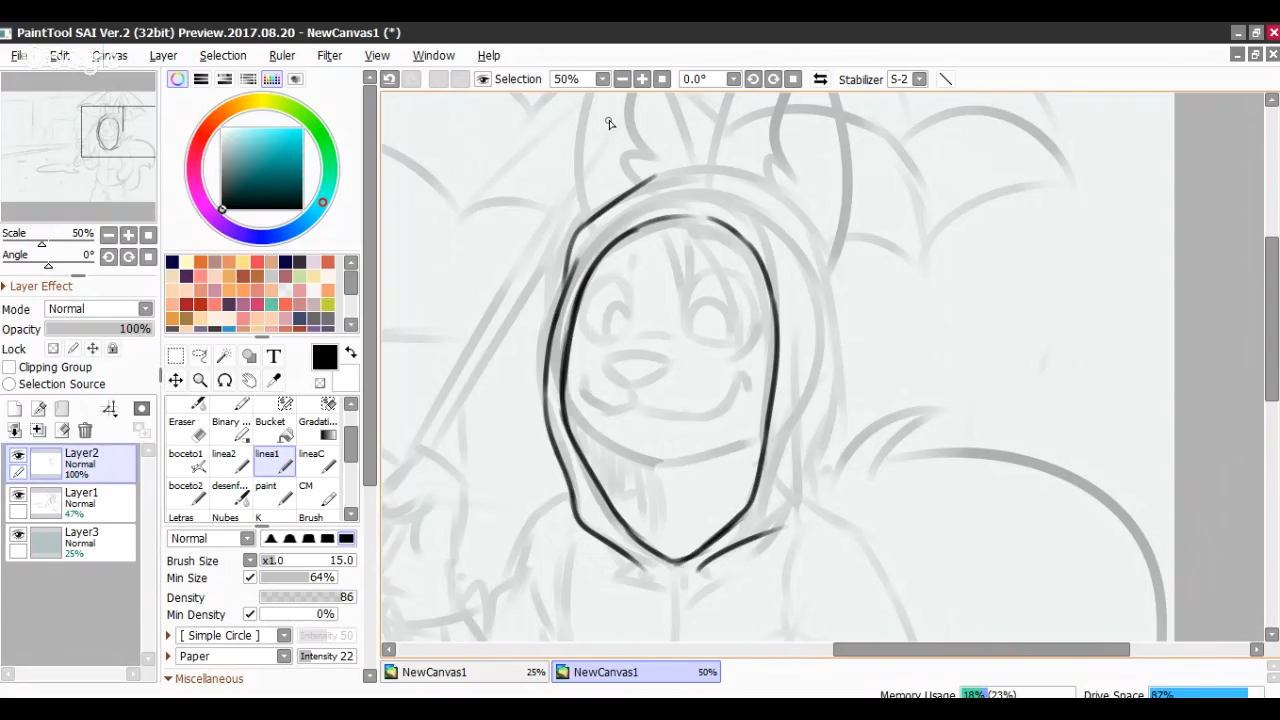 PaintTool SAI Ver.2 (32bit) Preview.2017.08.20 - NewCanvas1 (*)
File Edit Canvas Layer Selection Ruler Filter View Window Help
Selection 50% 0.0° Stabilizer S-2
Scale 50%
Angle 0°
Layer Effect
Mode Normal
Opacity 100%
Lock
Clipping Group
Selection Source
Layer2
Normal
100%
Layer1
Normal
47%
Layer3
Normal
25%
T
Eraser Binary ... Bucket Gradati...
boceto1 linea2 linea1 lineaC
boceto2 desenf... paint CM
Letras Nubes K Brush
Normal
Brush Size x1.0 15.0
Min Size 64%
Density 86
Min Density 0%
[ Simple Circle ] Intensity 50
Paper Intensity 22
Miscellaneous
NewCanvas1 25% NewCanvas1 50%
Memory Usage 18% (23%) Drive Space 87%